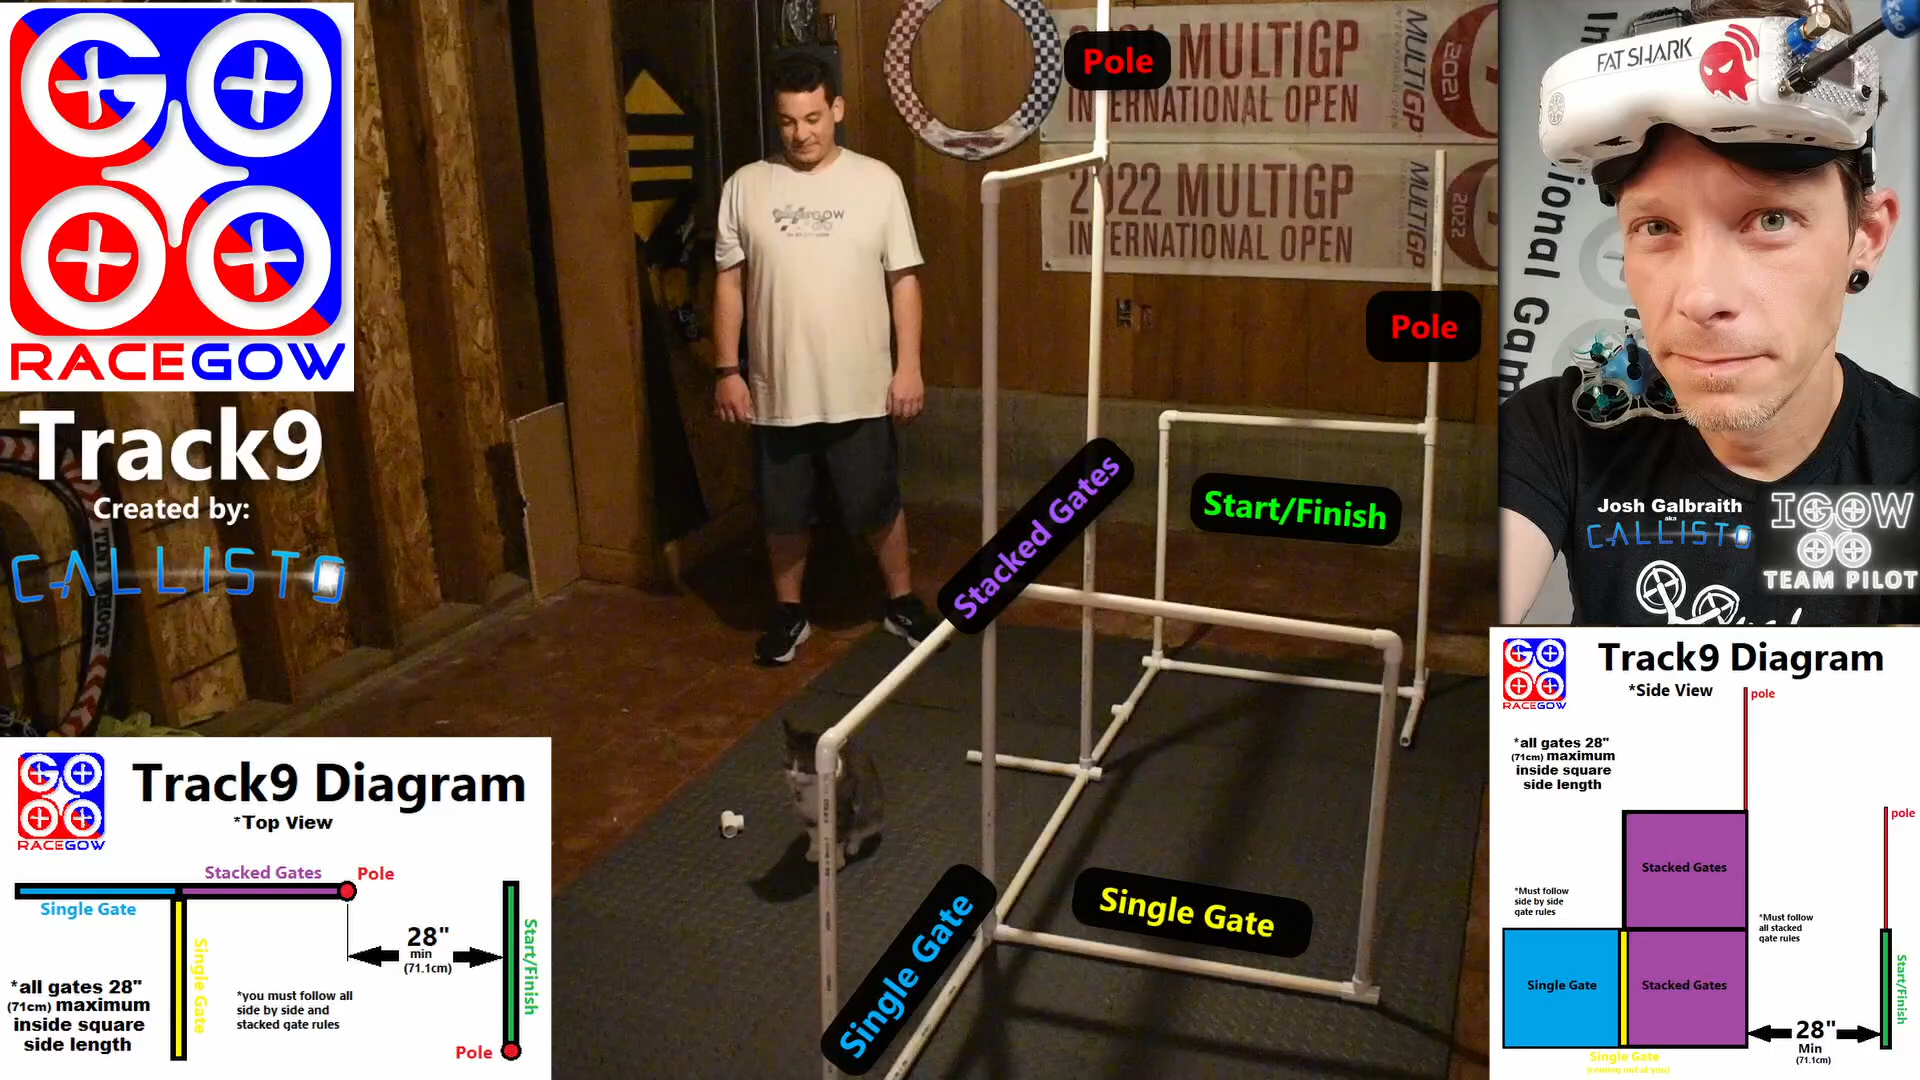 RACEGOW
Track9
Created by:
CALLISTO
Pole
MULTIGP
INTERNATIONAL OPEN
MULTIGP
2021
2022 MULTIGP
INTERNATIONAL OPEN
MULTIGP
2022
Pole
Stacked Gates
Start/Finish
Single Gate
Single Gate
FAT SHARK
Josh Galbraith
aka
CALLISTO
IGOW
TEAM PILOT
RACEGOW
Track9 Diagram
*Top View
Stacked Gates
Pole
Single Gate
Single Gate
28"
min
(71.1cm)
Start/Finish
*all gates 28"
(71cm) maximum
inside square
side length
*you must follow all
side by side and
stacked gate rules
Pole
RACEGOW
Track9 Diagram
*Side View
pole
*all gates 28"
(71cm) maximum
inside square
side length
pole
Stacked Gates
*Must follow
side by side
gate rules
*Must follow
all stacked
gate rules
Single Gate
Stacked Gates
Start/Finish
28"
Min
(71.1cm)
Single Gate
(coming out at you)